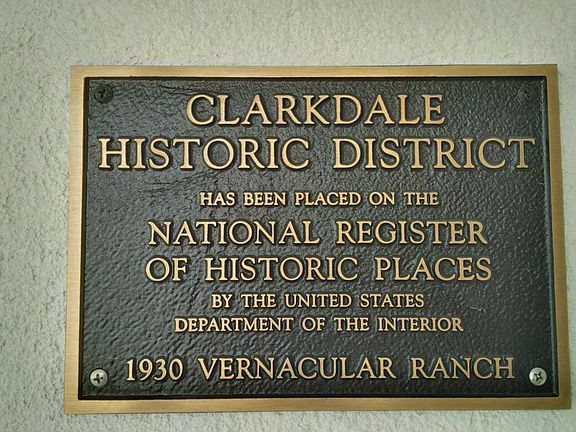 CLARKDALE
HISTORIC DISTRICT
HAS BEEN PLACED ON THE
NATIONAL REGISTER
OF HISTORIC PLACES
BY THE UNITED STATES
DEPARTMENT OF THE INTERIOR
1930 VERNACULAR RANCH